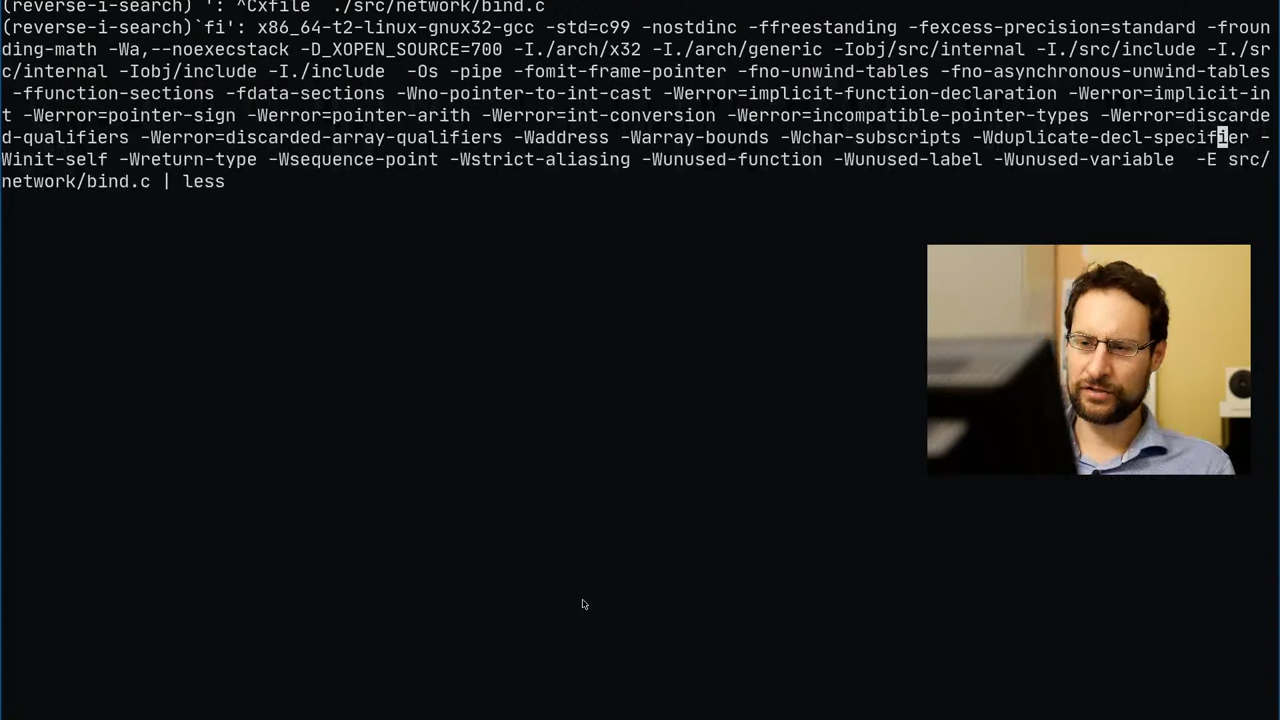 (reverse-i-search) ': ^Cxfile  ./src/network/bind.c
(reverse-i-search)`fi': x86_64-t2-linux-gnux32-gcc -std=c99 -nostdinc -ffreestanding -fexcess-precision=standard -froun
ding-math -Wa,--noexecstack -D_XOPEN_SOURCE=700 -I./arch/x32 -I./arch/generic -Iobj/src/internal -I./src/include -I./sr
c/internal -Iobj/include -I./include  -Os -pipe -fomit-frame-pointer -fno-unwind-tables -fno-asynchronous-unwind-tables
 -ffunction-sections -fdata-sections -Wno-pointer-to-int-cast -Werror=implicit-function-declaration -Werror=implicit-in
t -Werror=pointer-sign -Werror=pointer-arith -Werror=int-conversion -Werror=incompatible-pointer-types -Werror=discarde
d-qualifiers -Werror=discarded-array-qualifiers -Waddress -Warray-bounds -Wchar-subscripts -Wduplicate-decl-specifier -
Winit-self -Wreturn-type -Wsequence-point -Wstrict-aliasing -Wunused-function -Wunused-label -Wunused-variable  -E src/
network/bind.c | less